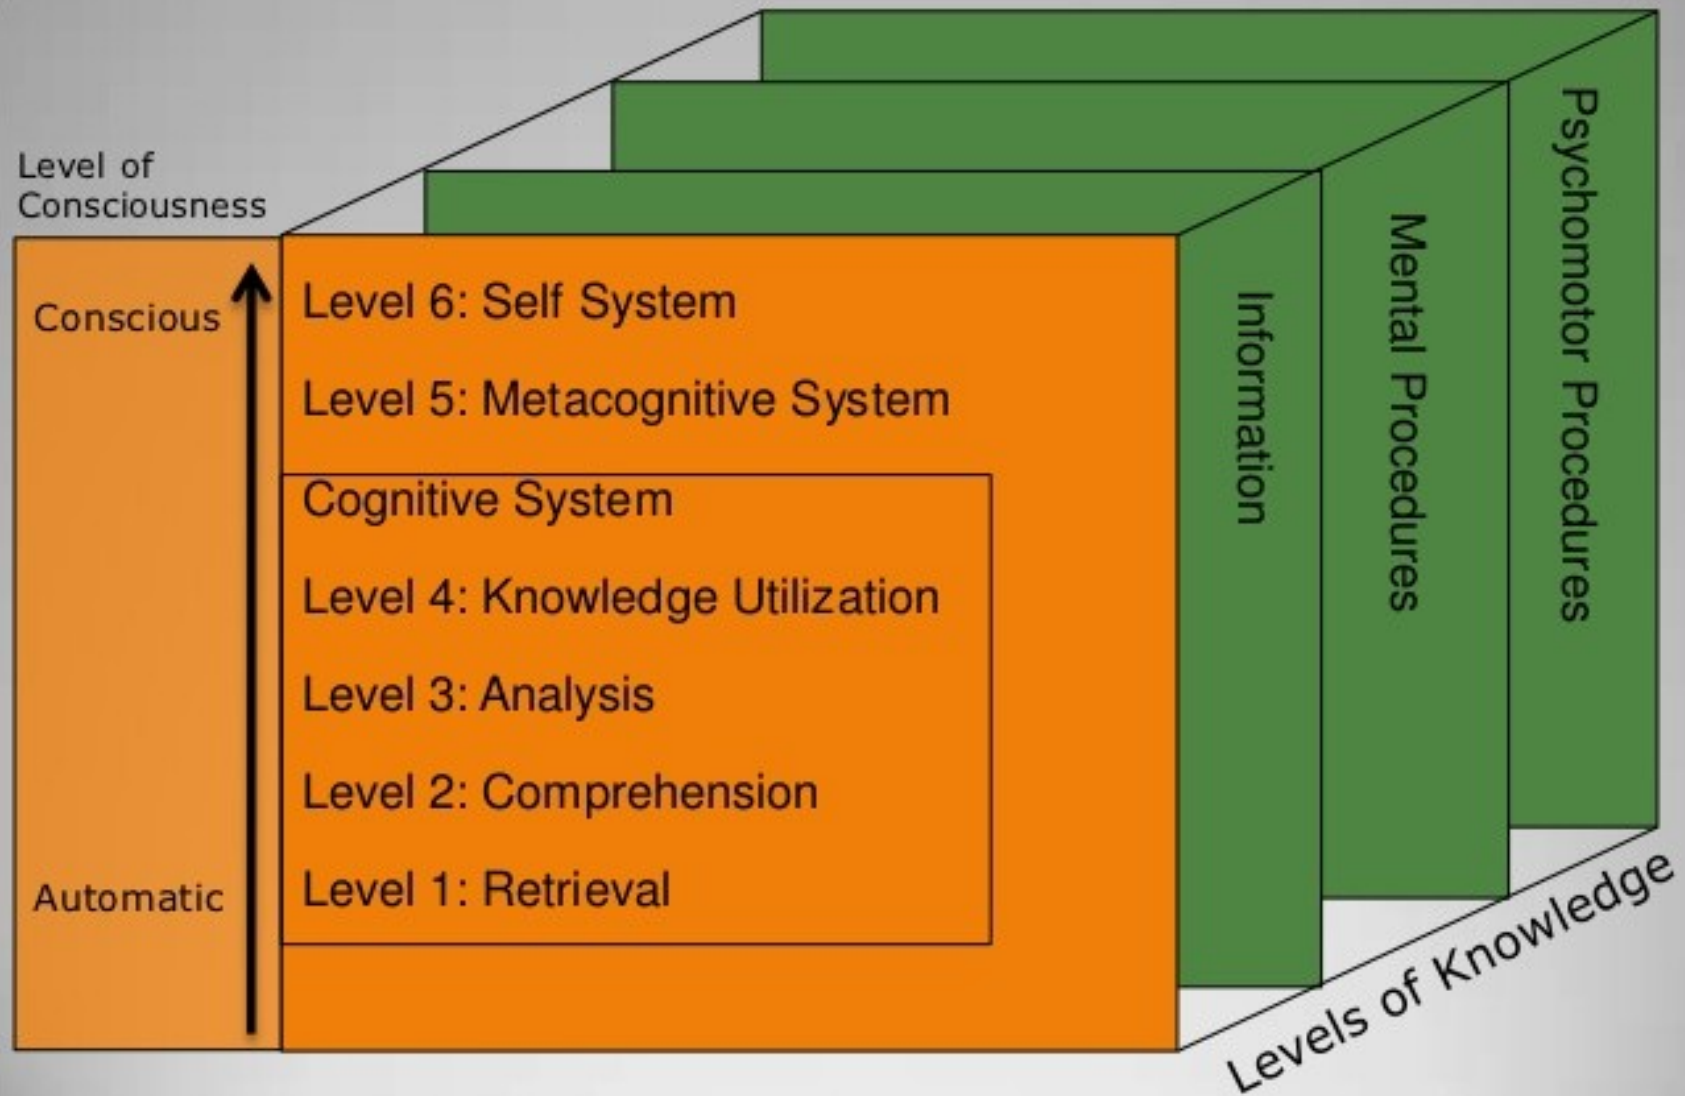 Level of
Consciousness
Conscious
Automatic
Level 6: Self System
Level 5: Metacognitive System
Cognitive System
Level 4: Knowledge Utilization
Level 3: Analysis
Level 2: Comprehension
Level 1: Retrieval
Information
Mental Procedures
Psychomotor Procedures
Levels of Knowledge